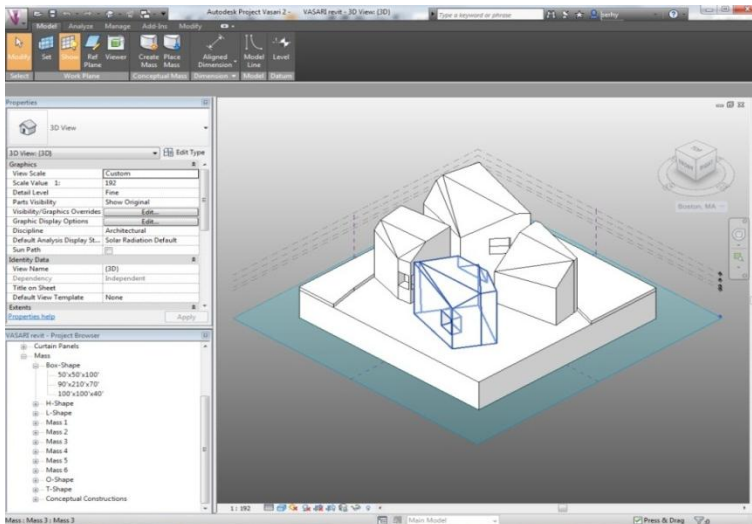 Autodesk Project Vasari 2 - VASARI revit - 3D View: {3D}
Type a keyword or phrase
Model Analyze Manage Add-Ins Modify
Modify Set Show Ref Plane Viewer Create Mass Place Mass Aligned Dimension Model Line Level
Select Work Plane Conceptual Mass Dimension Model Datum
Properties
3D View
3D View: {3D} Edit Type
Graphics
View Scale Custom
Scale Value 1: 192
Detail Level Fine
Parts Visibility Show Original
Visibility/Graphics Overrides Edit...
Graphic Display Options Edit...
Discipline Architectural
Default Analysis Display St... Solar Radiation Default
Sun Path
Identity Data
View Name {3D}
Dependency Independent
Title on Sheet
Default View Template None
Extents
Properties help Apply
TOP
FRONT
RIGHT
Boston, MA
VASARI revit - Project Browser
Curtain Panels
Mass
Box-Shape
50'x50'x100'
90'x210'x70'
100'x100'x40'
H-Shape
L-Shape
Mass 1
Mass 2
Mass 3
Mass 4
Mass 5
Mass 6
O-Shape
T-Shape
Conceptual Constructions
1 : 192
Mass : Mass 3 : Mass 3
Main Model
Press & Drag